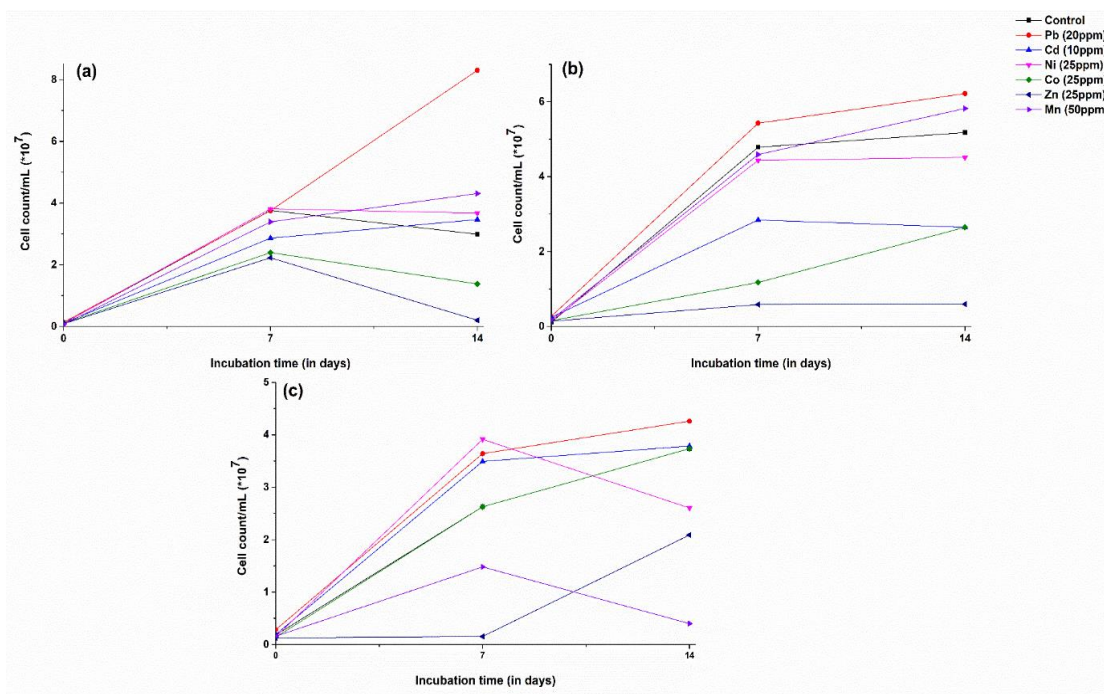 Control
Pb (20ppm)
Cd (10ppm)
Ni (25ppm)
Co (25ppm)
Zn (25ppm)
Mn (50ppm)
(a)
8
6
4
2
0
Cell count/mL (*10^7)
0
7
14
Incubation time (in days)
(b)
6
4
2
0
Cell count/mL (*10^7)
0
7
14
Incubation time (in days)
(c)
5
4
3
2
1
0
Cell count/mL (*10^7)
0
7
14
Incubation time (in days)